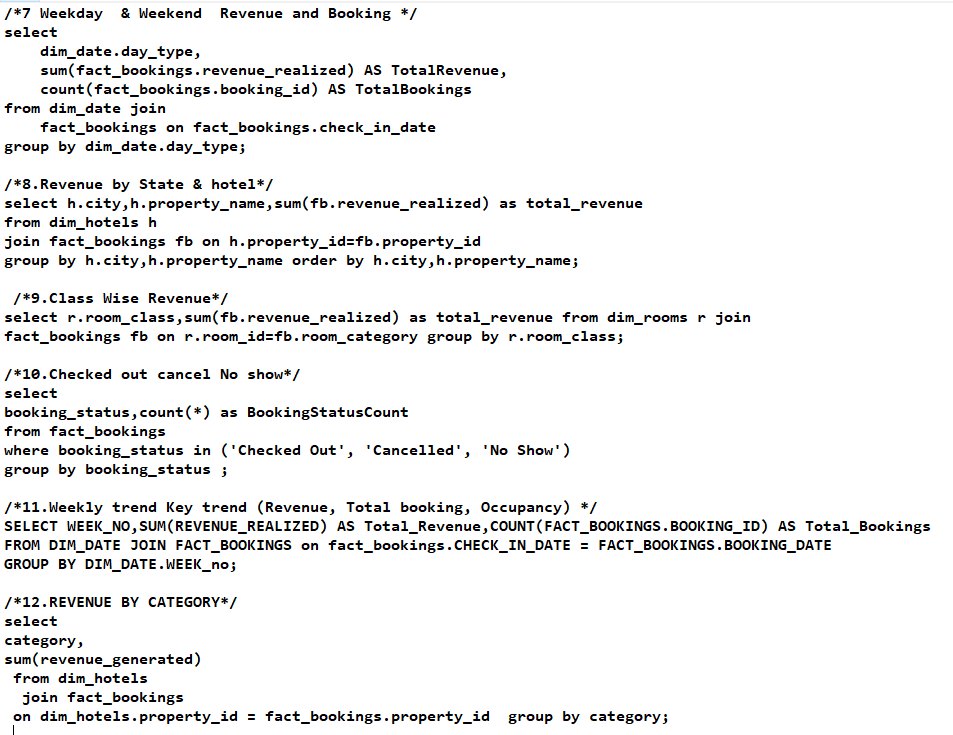 /*7 Weekday  & Weekend  Revenue and Booking */
select
    dim_date.day_type,
    sum(fact_bookings.revenue_realized) AS TotalRevenue,
    count(fact_bookings.booking_id) AS TotalBookings
from dim_date join
    fact_bookings on fact_bookings.check_in_date
group by dim_date.day_type;

/*8.Revenue by State & hotel*/
select h.city,h.property_name,sum(fb.revenue_realized) as total_revenue
from dim_hotels h
join fact_bookings fb on h.property_id=fb.property_id
group by h.city,h.property_name order by h.city,h.property_name;

 /*9.Class Wise Revenue*/
select r.room_class,sum(fb.revenue_realized) as total_revenue from dim_rooms r join
fact_bookings fb on r.room_id=fb.room_category group by r.room_class;

/*10.Checked out cancel No show*/
select
booking_status,count(*) as BookingStatusCount
from fact_bookings
where booking_status in ('Checked Out', 'Cancelled', 'No Show')
group by booking_status ;

/*11.Weekly trend Key trend (Revenue, Total booking, Occupancy) */
SELECT WEEK_NO,SUM(REVENUE_REALIZED) AS Total_Revenue,COUNT(FACT_BOOKINGS.BOOKING_ID) AS Total_Bookings
FROM DIM_DATE JOIN FACT_BOOKINGS on fact_bookings.CHECK_IN_DATE = FACT_BOOKINGS.BOOKING_DATE
GROUP BY DIM_DATE.WEEK_no;

/*12.REVENUE BY CATEGORY*/
select
category,
sum(revenue_generated)
 from dim_hotels
  join fact_bookings
 on dim_hotels.property_id = fact_bookings.property_id  group by category;